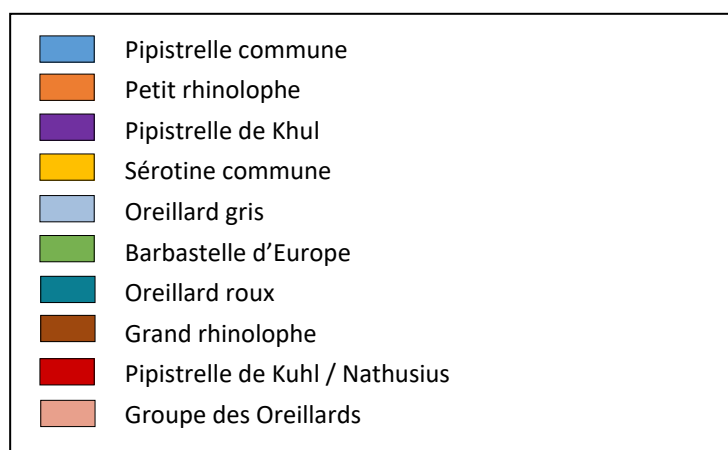 Pipistrelle commune
Petit rhinolophe
Pipistrelle de Khul
Sérotine commune
Oreillard gris
Barbastelle d’Europe
Oreillard roux
Grand rhinolophe
Pipistrelle de Kuhl / Nathusius
Groupe des Oreillards